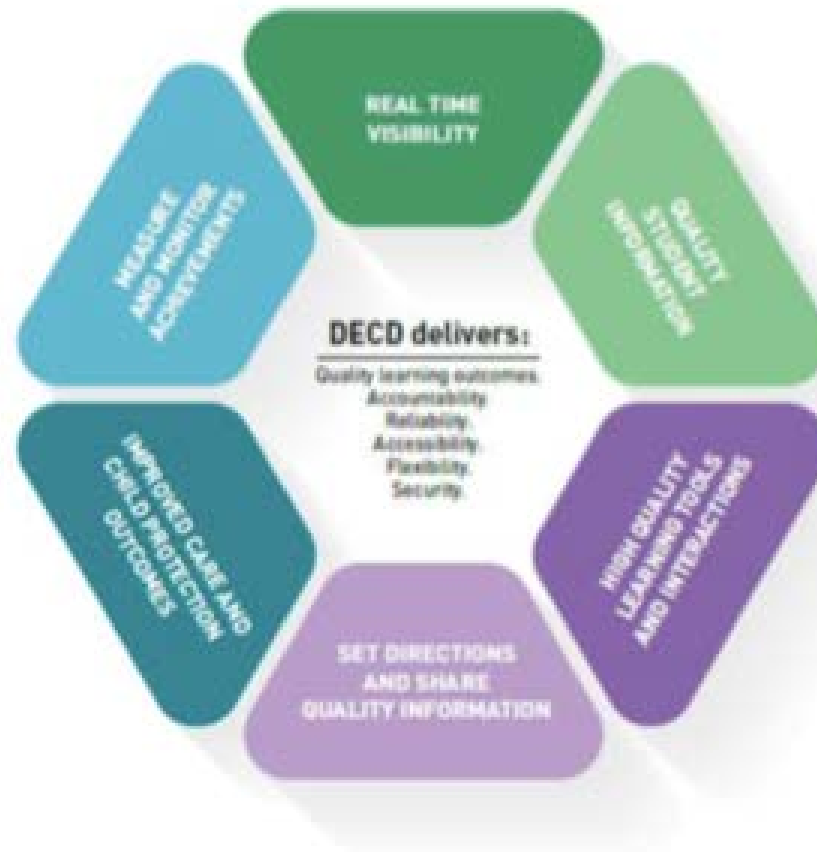 REAL TIME
VISIBILITY
QUALITY
STUDENT
INFORMATION
HIGH QUALITY
LEARNING TOOLS
AND INTERACTIONS
SET DIRECTIONS
AND SHARE
QUALITY INFORMATION
IMPROVED CARE AND
CHILD PROTECTION
OUTCOMES
MEASURE
AND MONITOR
ACHIEVEMENTS
DECD delivers:
Quality learning outcomes.
Accountability.
Reliability.
Accessibility.
Flexibility.
Security.